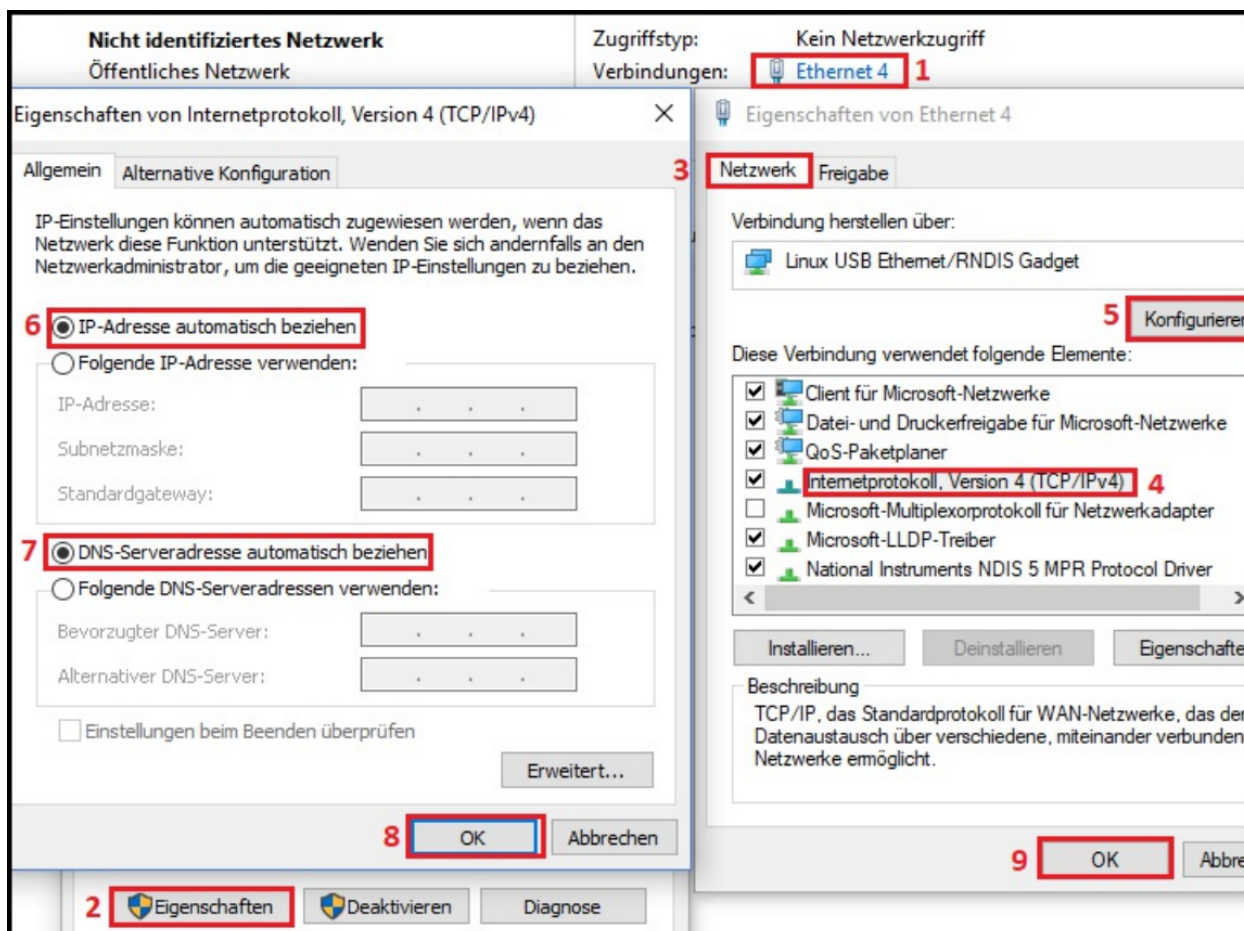 Nicht identifiziertes Netzwerk
Öffentliches Netzwerk
Zugriffstyp: Kein Netzwerkzugriff
Verbindungen: Ethernet 4 1
Eigenschaften von Internetprotokoll, Version 4 (TCP/IPv4)
Allgemein Alternative Konfiguration
IP-Einstellungen können automatisch zugewiesen werden, wenn das
Netzwerk diese Funktion unterstützt. Wenden Sie sich andernfalls an den
Netzwerkadministrator, um die geeigneten IP-Einstellungen zu beziehen.
6 IP-Adresse automatisch beziehen
Folgende IP-Adresse verwenden:
IP-Adresse:
Subnetzmaske:
Standardgateway:
7 DNS-Serveradresse automatisch beziehen
Folgende DNS-Serveradressen verwenden:
Bevorzugter DNS-Server:
Alternativer DNS-Server:
Einstellungen beim Beenden überprüfen
Erweitert...
8 OK Abbrechen
2 Eigenschaften Deaktivieren Diagnose
Eigenschaften von Ethernet 4
3 Netzwerk Freigabe
Verbindung herstellen über:
Linux USB Ethernet/RNDIS Gadget
5 Konfigurieren
Diese Verbindung verwendet folgende Elemente:
Client für Microsoft-Netzwerke
Datei- und Druckerfreigabe für Microsoft-Netzwerke
QoS-Paketplaner
Internetprotokoll, Version 4 (TCP/IPv4) 4
Microsoft-Multiplexorprotokoll für Netzwerkadapter
Microsoft-LLDP-Treiber
National Instruments NDIS 5 MPR Protocol Driver
Installieren... Deinstallieren Eigenschafte
Beschreibung
TCP/IP, das Standardprotokoll für WAN-Netzwerke, das der
Datenaustausch über verschiedene, miteinander verbunden
Netzwerke ermöglicht.
9 OK Abbre